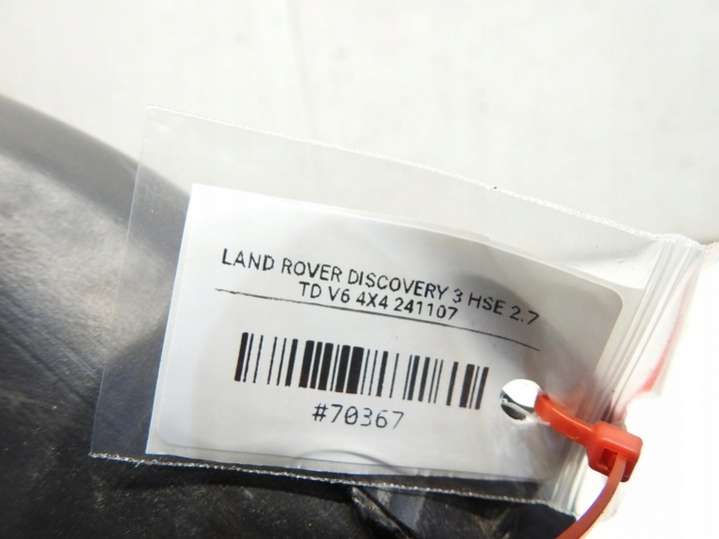 LAND ROVER DISCOVERY 3 HSE 2.7
TD V6 4X4 241107
#70367